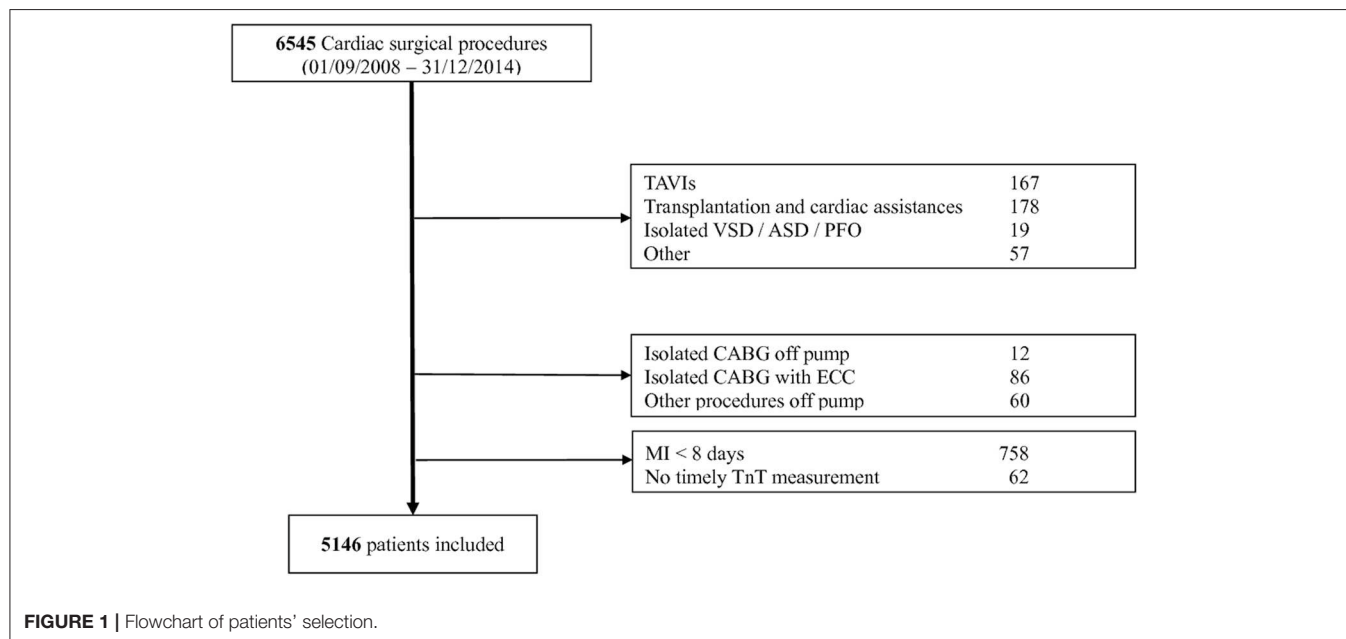 6545 Cardiac surgical procedures
(01/09/2008 – 31/12/2014)
TAVIs 167
Transplantation and cardiac assistances 178
Isolated VSD / ASD / PFO 19
Other 57
Isolated CABG off pump 12
Isolated CABG with ECC 86
Other procedures off pump 60
MI < 8 days 758
No timely TnT measurement 62
5146 patients included
FIGURE 1 | Flowchart of patients’ selection.